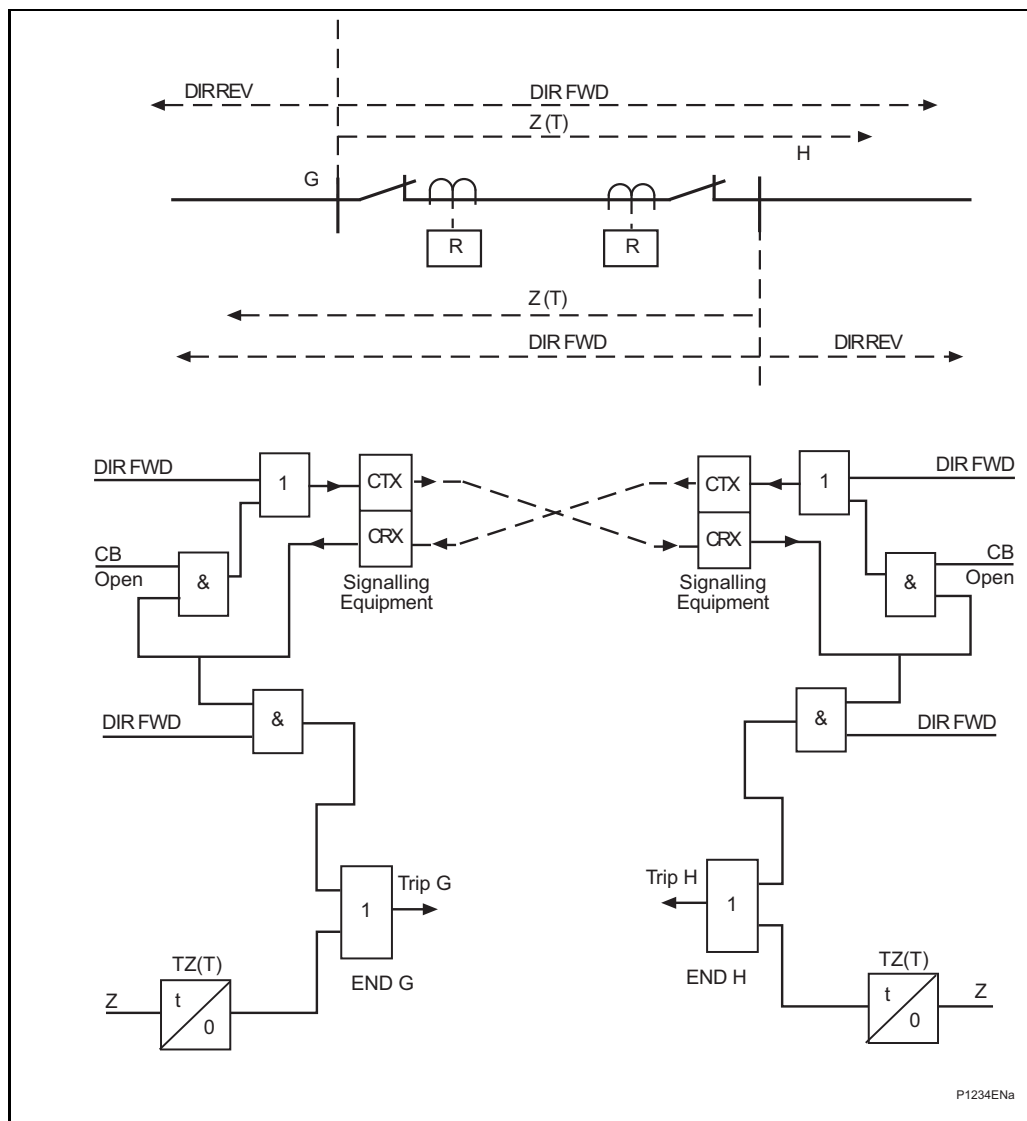 DIR REV
DIR FWD
Z (T)
H
G
R
R
Z (T)
DIR FWD
DIR REV
DIR FWD
1
CTX
CTX
1
DIR FWD
CB
Open
&
CRX
CRX
&
CB
Open
Signalling
Equipment
Signalling
Equipment
DIR FWD
&
&
DIR FWD
Trip G
1
Trip H
1
END G
END H
TZ(T)
TZ(T)
Z
t
0
t
0
Z
P1234ENa